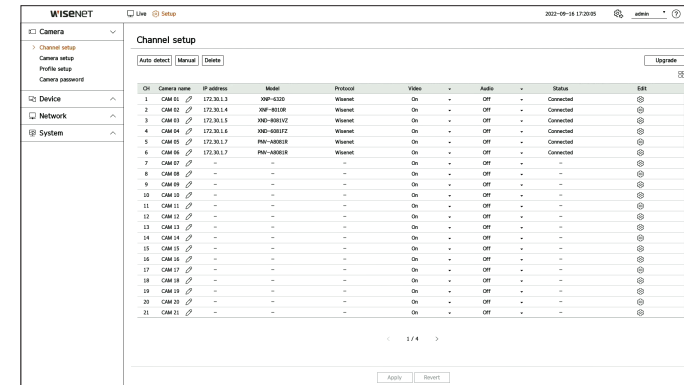 WISENET
Live Setup 2022-09-16 17:20:05 admin ?
Camera
Channel setup
Camera setup
Profile setup
Camera password
Device
Network
System
Channel setup
Auto detect Manual Delete Upgrade
CH Camera name IP address Model Protocol Video Audio Status Edit
1 CAM 01 172.30.1.3 XNP-6320 Wisenet On Off Connected
2 CAM 02 172.30.1.4 XNF-8010R Wisenet On Off Connected
3 CAM 03 172.30.1.5 XND-8081VZ Wisenet On Off Connected
4 CAM 04 172.30.1.6 XND-6081FZ Wisenet On Off Connected
5 CAM 05 172.30.1.7 PNV-A8081R Wisenet On Off Connected
6 CAM 06 172.30.1.7 PNV-A8081R Wisenet On Off Connected
7 CAM 07 - - - On Off -
8 CAM 08 - - - On Off -
9 CAM 09 - - - On Off -
10 CAM 10 - - - On Off -
11 CAM 11 - - - On Off -
12 CAM 12 - - - On Off -
13 CAM 13 - - - On Off -
14 CAM 14 - - - On Off -
15 CAM 15 - - - On Off -
16 CAM 16 - - - On Off -
17 CAM 17 - - - On Off -
18 CAM 18 - - - On Off -
19 CAM 19 - - - On Off -
20 CAM 20 - - - On Off -
21 CAM 21 - - - On Off -
< 1 / 4 >
Apply Revert